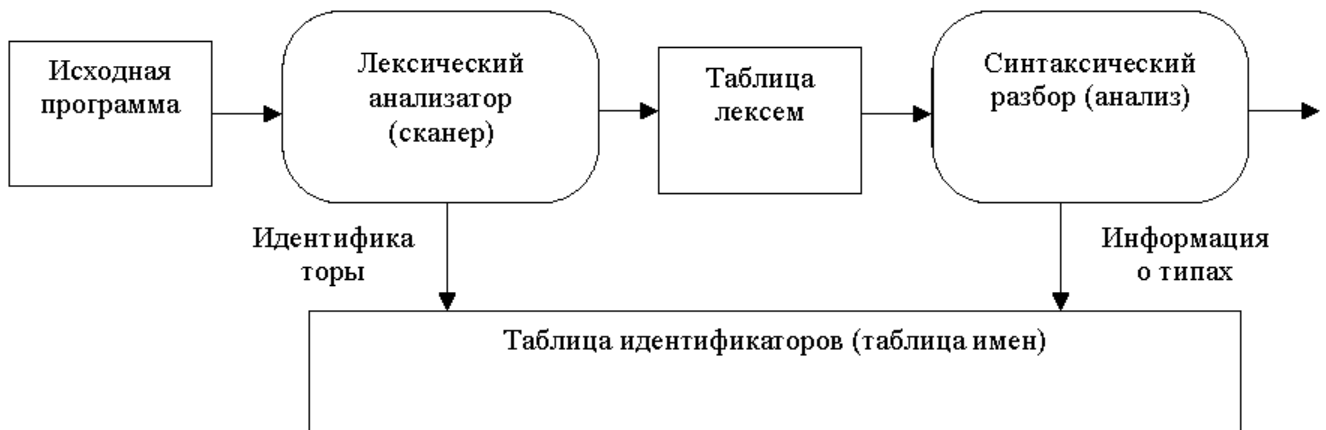 Исходная
программа
Лексический
анализатор
(сканер)
Таблица
лексем
Синтаксический
разбор (анализ)
Идентифика
торы
Информация
о типах
Таблица идентификаторов (таблица имен)